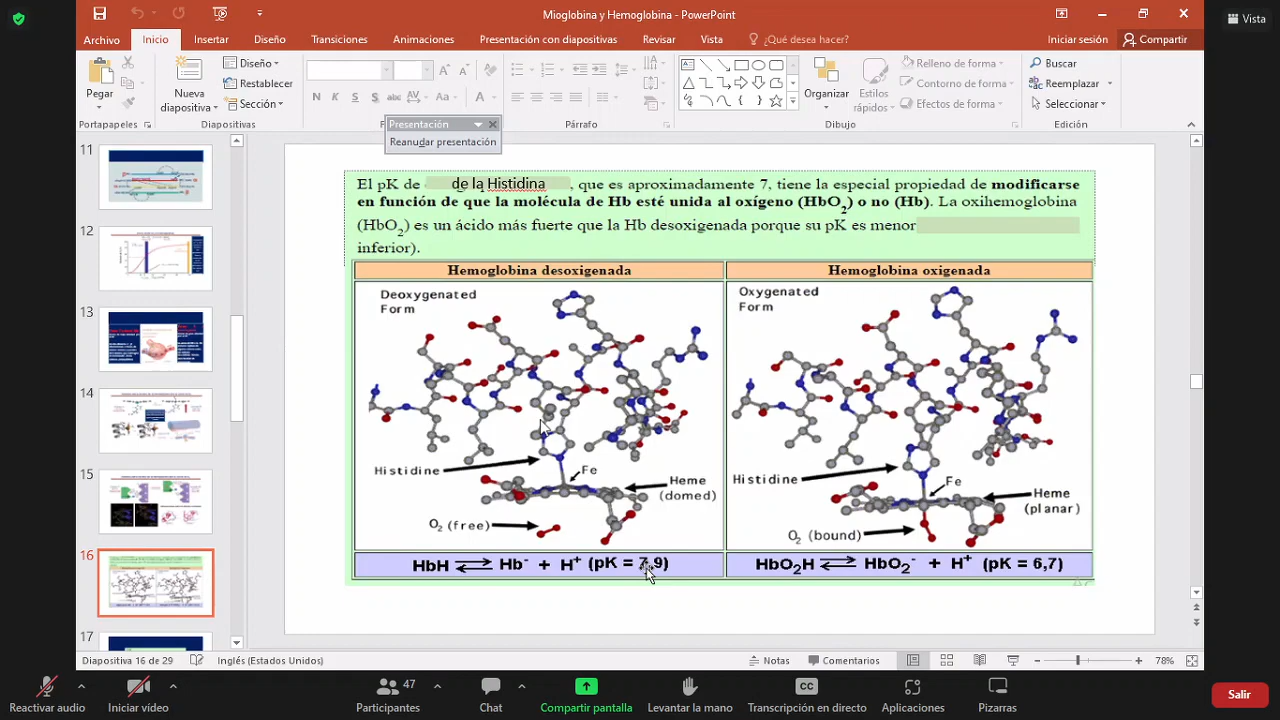 Mioglobina y Hemoglobina - PowerPoint
Vista
Archivo Inicio Insertar Diseño Transiciones Animaciones Presentación con diapositivas Revisar Vista ¿Qué desea hacer? Iniciar sesión Compartir
Pegar
Nueva diapositiva
Diseño
Restablecer
Sección
N K S S abc AV Aa A
Organizar
Estilos rápidos
Relleno de forma
Contorno de forma
Efectos de forma
Buscar
Reemplazar
Seleccionar
Portapapeles Diapositivas Párrafo Dibujo Edición
Presentación
Reanudar presentación
11
12
13
14
15
16
17
El pK de de la Histidina , que es aproximadamente 7, tiene la especial propiedad de modificarse
en función de que la molécula de Hb esté unida al oxígeno (HbO2) o no (Hb). La oxihemoglobina
(HbO2) es un ácido más fuerte que la Hb desoxigenada porque su pK es menor
inferior).
Hemoglobina desoxigenada
Hemoglobina oxigenada
Deoxygenated
Form
Histidine
Fe
Heme
(domed)
O2 (free)
HbH ⇌ Hb- + H+ (pK = 7,9)
Oxygenated
Form
Histidine
Fe
Heme
(planar)
O2 (bound)
HbO2H ⇌ HbO2- + H+ (pK = 6,7)
Diapositiva 16 de 29 Inglés (Estados Unidos) Notas Comentarios 78%
Reactivar audio
Iniciar vídeo
47
Participantes
Chat
Compartir pantalla
Levantar la mano
CC
Transcripción en directo
Aplicaciones
Pizarras
Salir